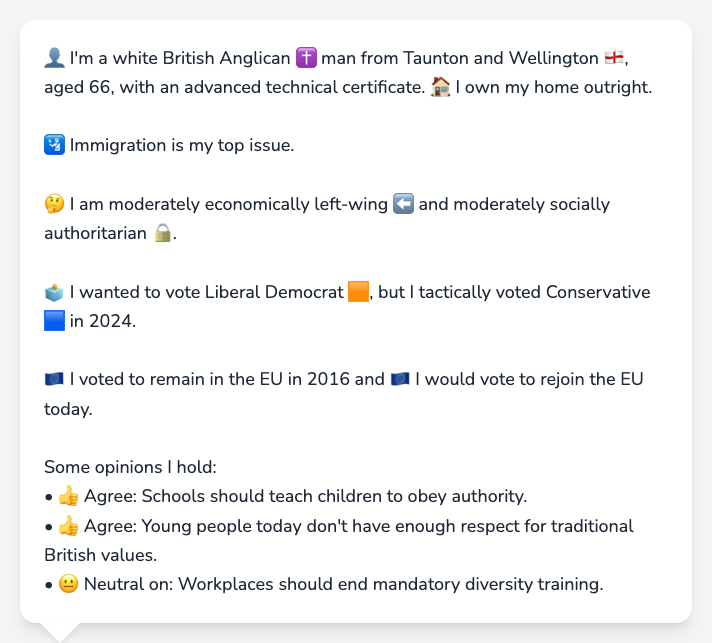 👤 I'm a white British Anglican ✝️ man from Taunton and Wellington 🏴󠁧󠁢󠁥󠁮󠁧󠁿,
aged 66, with an advanced technical certificate. 🏠 I own my home outright.
🛂 Immigration is my top issue.
🤔 I am moderately economically left-wing ⬅️ and moderately socially
authoritarian 🔒.
🗳️ I wanted to vote Liberal Democrat 🟧, but I tactically voted Conservative
🟦 in 2024.
🇪🇺 I voted to remain in the EU in 2016 and 🇪🇺 I would vote to rejoin the EU
today.
Some opinions I hold:
• 👍 Agree: Schools should teach children to obey authority.
• 👍 Agree: Young people today don't have enough respect for traditional
British values.
• 😐 Neutral on: Workplaces should end mandatory diversity training.